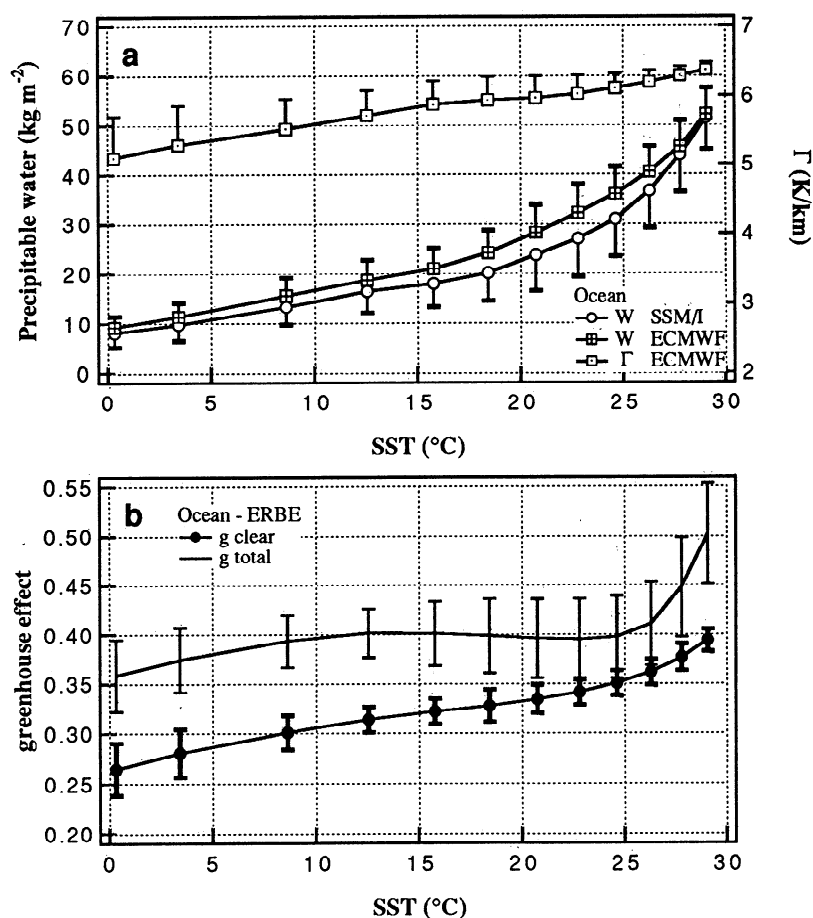 a
70
60
50
40
30
20
10
0
Precipitable water (kg m⁻²)
7
6
5
4
3
2
Γ (K/km)
Ocean
W SSM/I
W ECMWF
Γ ECMWF
0 5 10 15 20 25 30
SST (°C)
b
0.55
0.50
0.45
0.40
0.35
0.30
0.25
0.20
greenhouse effect
Ocean - ERBE
g clear
g total
0 5 10 15 20 25 30
SST (°C)